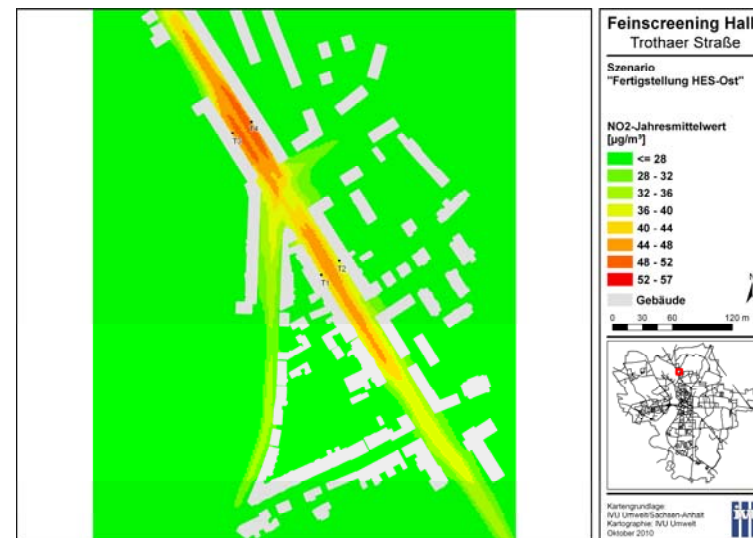 Feinscreening Hall
Trothaer Straße
Szenario
"Fertigstellung HES-Ost"
NO2-Jahresmittelwert
[µg/m³]
<= 28
28 - 32
32 - 36
36 - 40
40 - 44
44 - 48
48 - 52
52 - 57
Gebäude
N
0 30 60 120 m
T4
T3
T2
T1
Kartengrundlage:
IVU Umwelt/Sachsen-Anhalt
Kartographie: IVU Umwelt
Oktober 2010